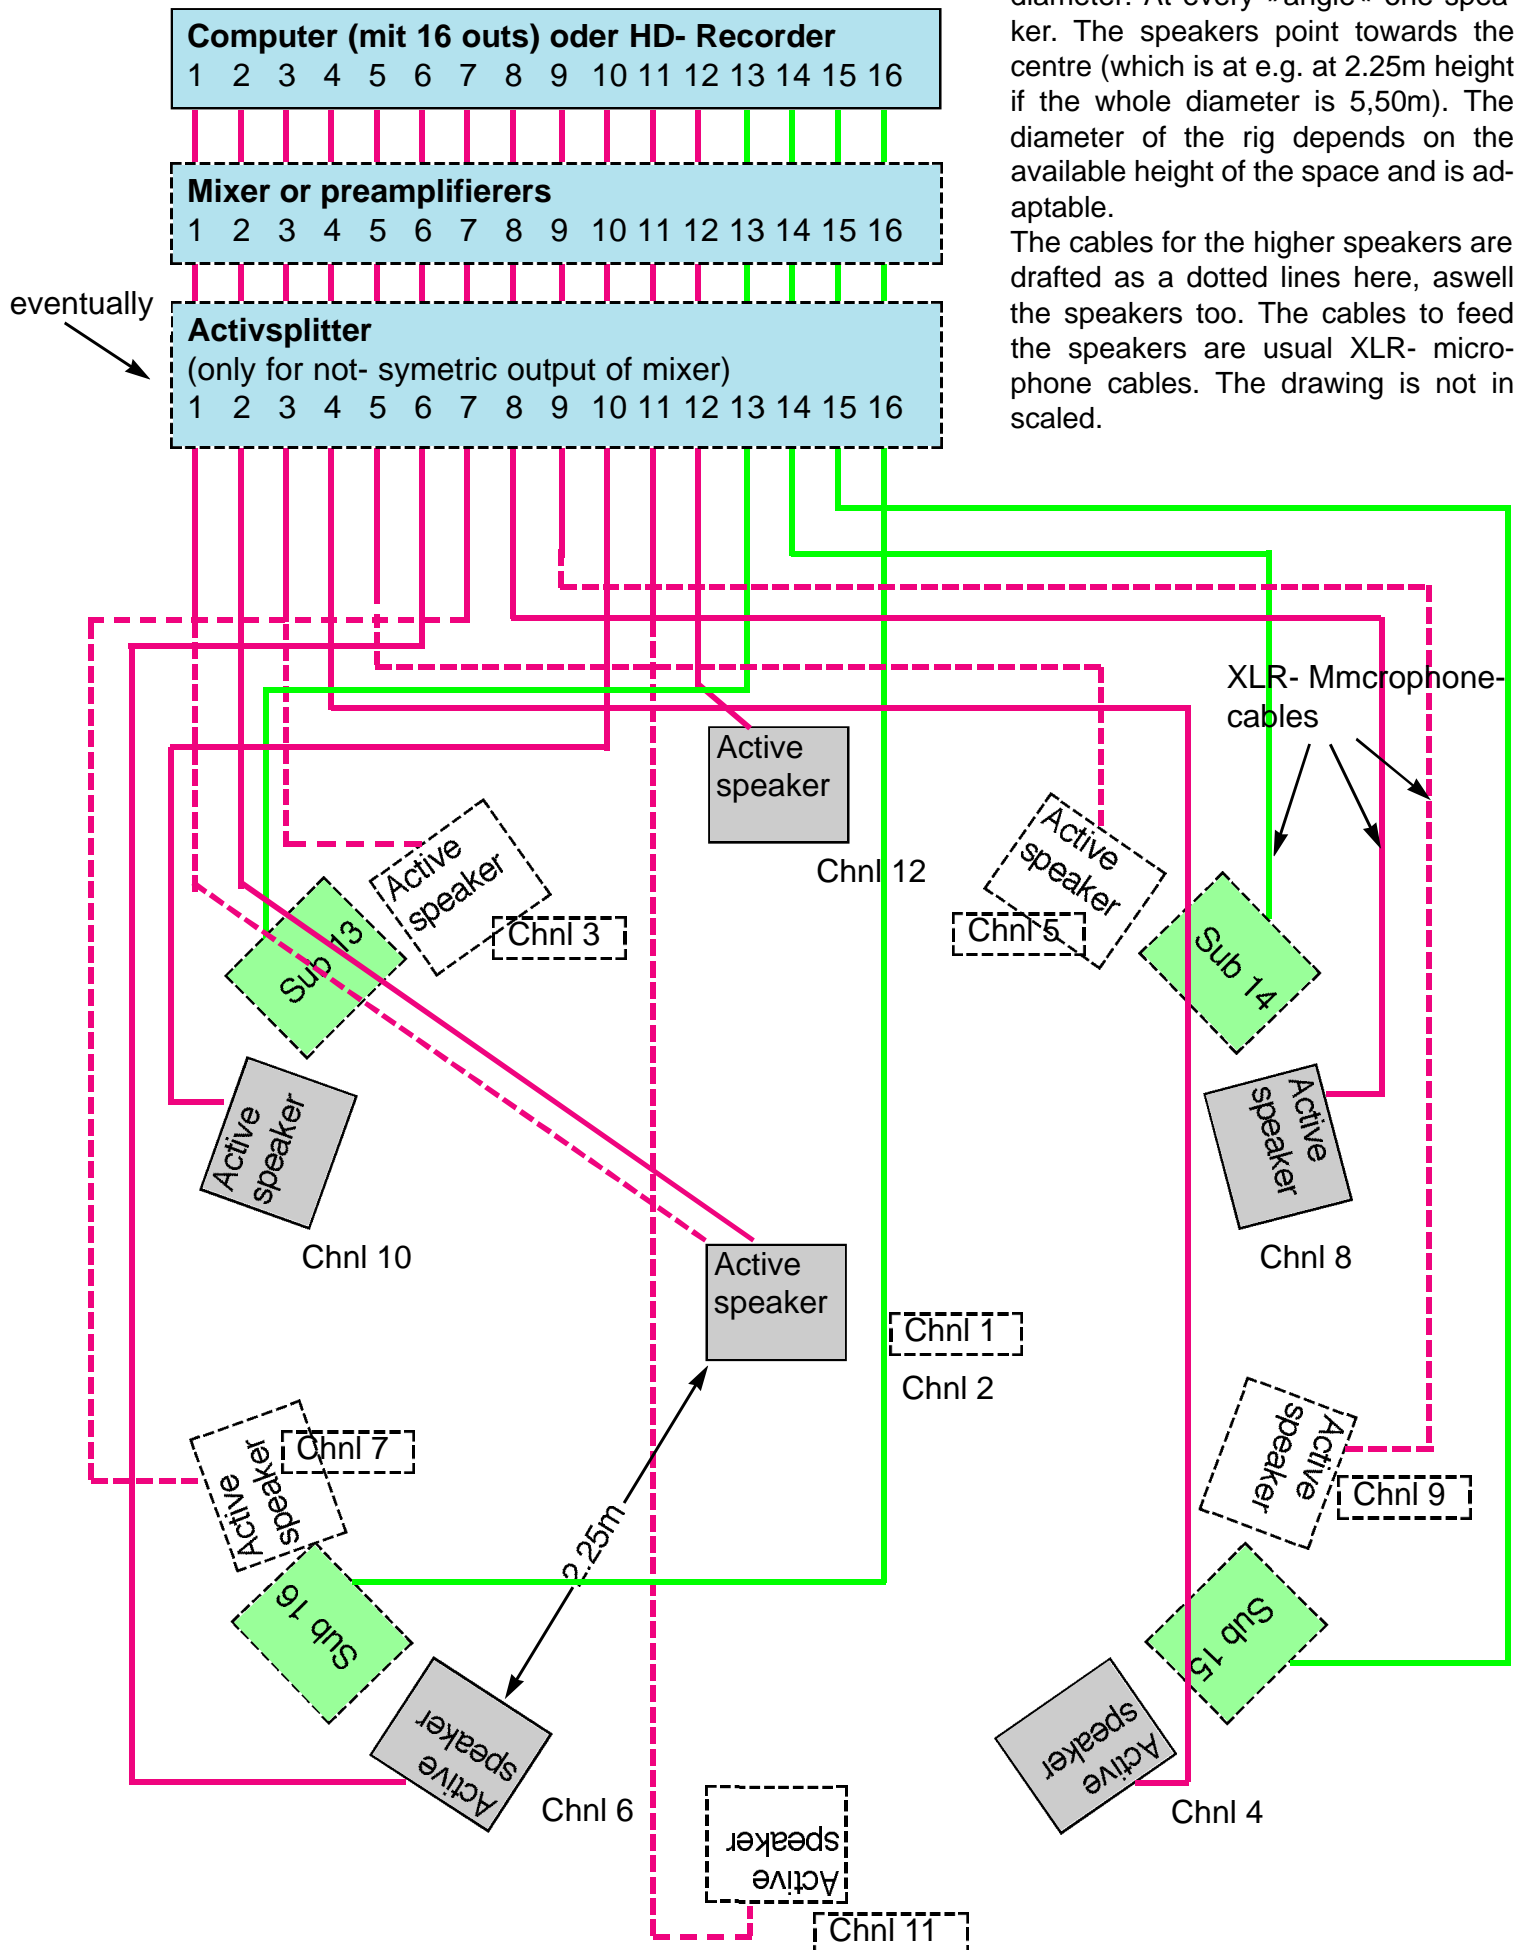 diameter. At every "angle" one spea-
ker. The speakers point towards the
centre (which is at e.g. at 2.25m height
if the whole diameter is 5,50m). The
diameter of the rig depends on the
available height of the space and is ad-
aptable.
The cables for the higher speakers are
drafted as a dotted lines here, aswell
the speakers too. The cables to feed
the speakers are usual XLR- micro-
phone cables. The drawing is not in
scaled.
Computer (mit 16 outs) oder HD- Recorder
1 2 3 4 5 6 7 8 9 10 11 12 13 14 15 16
Mixer or preamplifierers
1 2 3 4 5 6 7 8 9 10 11 12 13 14 15 16
eventually
Activsplitter
(only for not- symetric output of mixer)
1 2 3 4 5 6 7 8 9 10 11 12 13 14 15 16
XLR- Mmcrophone-
cables
Active
speaker
Chnl 12
Active
speaker
Chnl 3
Active
speaker
Chnl 5
Sub 13
Sub 14
Active
speaker
Chnl 10
Active
speaker
Chnl 8
Active
speaker
Chnl 1
Chnl 2
Active
speaker
Chnl 7
Active
speaker
Chnl 9
2.25m
Sub 16
Sub 15
Active
speaker
Chnl 6
Active
speaker
Chnl 4
Active
speaker
Chnl 11